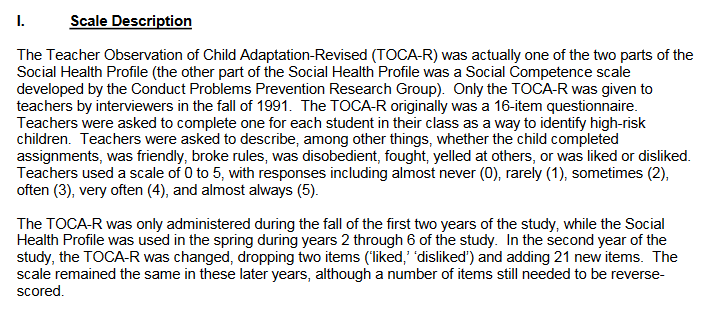 I. Scale Description
The Teacher Observation of Child Adaptation-Revised (TOCA-R) was actually one of the two parts of the
Social Health Profile (the other part of the Social Health Profile was a Social Competence scale
developed by the Conduct Problems Prevention Research Group). Only the TOCA-R was given to
teachers by interviewers in the fall of 1991. The TOCA-R originally was a 16-item questionnaire.
Teachers were asked to complete one for each student in their class as a way to identify high-risk
children. Teachers were asked to describe, among other things, whether the child completed
assignments, was friendly, broke rules, was disobedient, fought, yelled at others, or was liked or disliked.
Teachers used a scale of 0 to 5, with responses including almost never (0), rarely (1), sometimes (2),
often (3), very often (4), and almost always (5).
The TOCA-R was only administered during the fall of the first two years of the study, while the Social
Health Profile was used in the spring during years 2 through 6 of the study. In the second year of the
study, the TOCA-R was changed, dropping two items (‘liked,’ ‘disliked’) and adding 21 new items. The
scale remained the same in these later years, although a number of items still needed to be reverse-
scored.